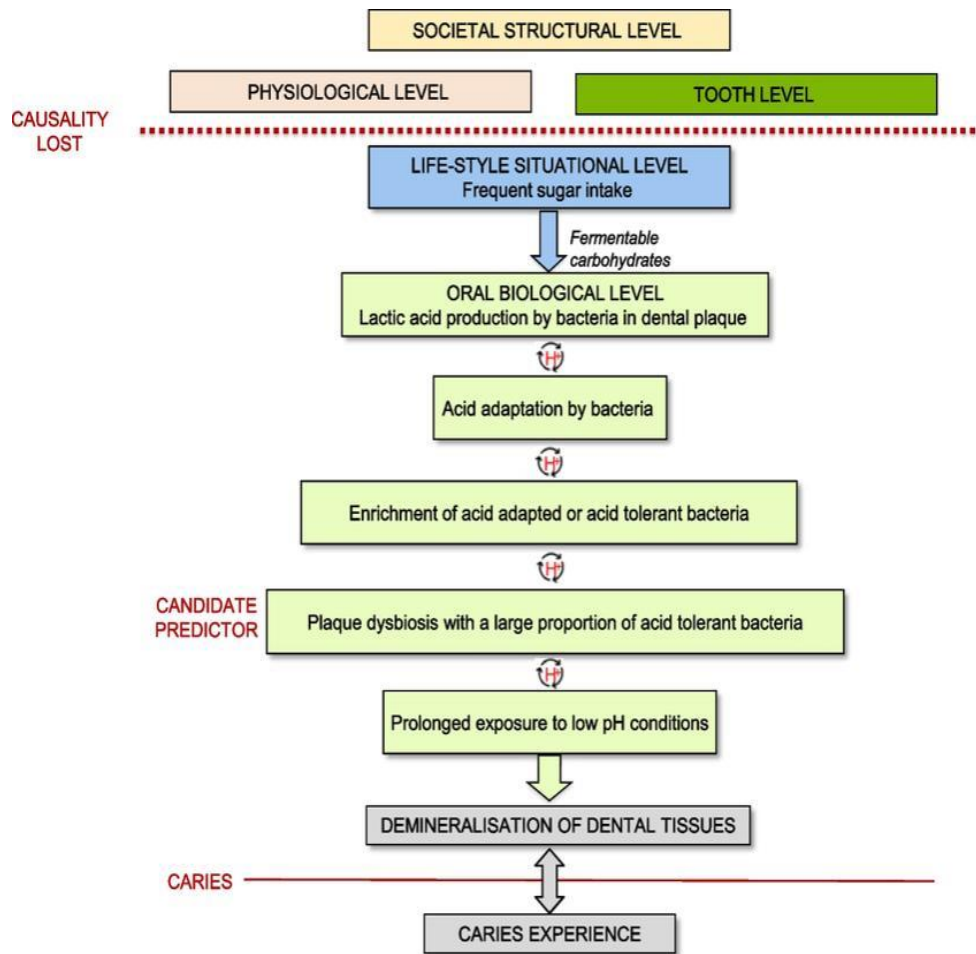 SOCIETAL STRUCTURAL LEVEL
PHYSIOLOGICAL LEVEL
TOOTH LEVEL
CAUSALITY
LOST
LIFE-STYLE SITUATIONAL LEVEL
Frequent sugar intake
Fermentable
carbohydrates
ORAL BIOLOGICAL LEVEL
Lactic acid production by bacteria in dental plaque
H+
Acid adaptation by bacteria
H+
Enrichment of acid adapted or acid tolerant bacteria
H+
CANDIDATE
PREDICTOR
Plaque dysbiosis with a large proportion of acid tolerant bacteria
H+
Prolonged exposure to low pH conditions
DEMINERALISATION OF DENTAL TISSUES
CARIES
CARIES EXPERIENCE